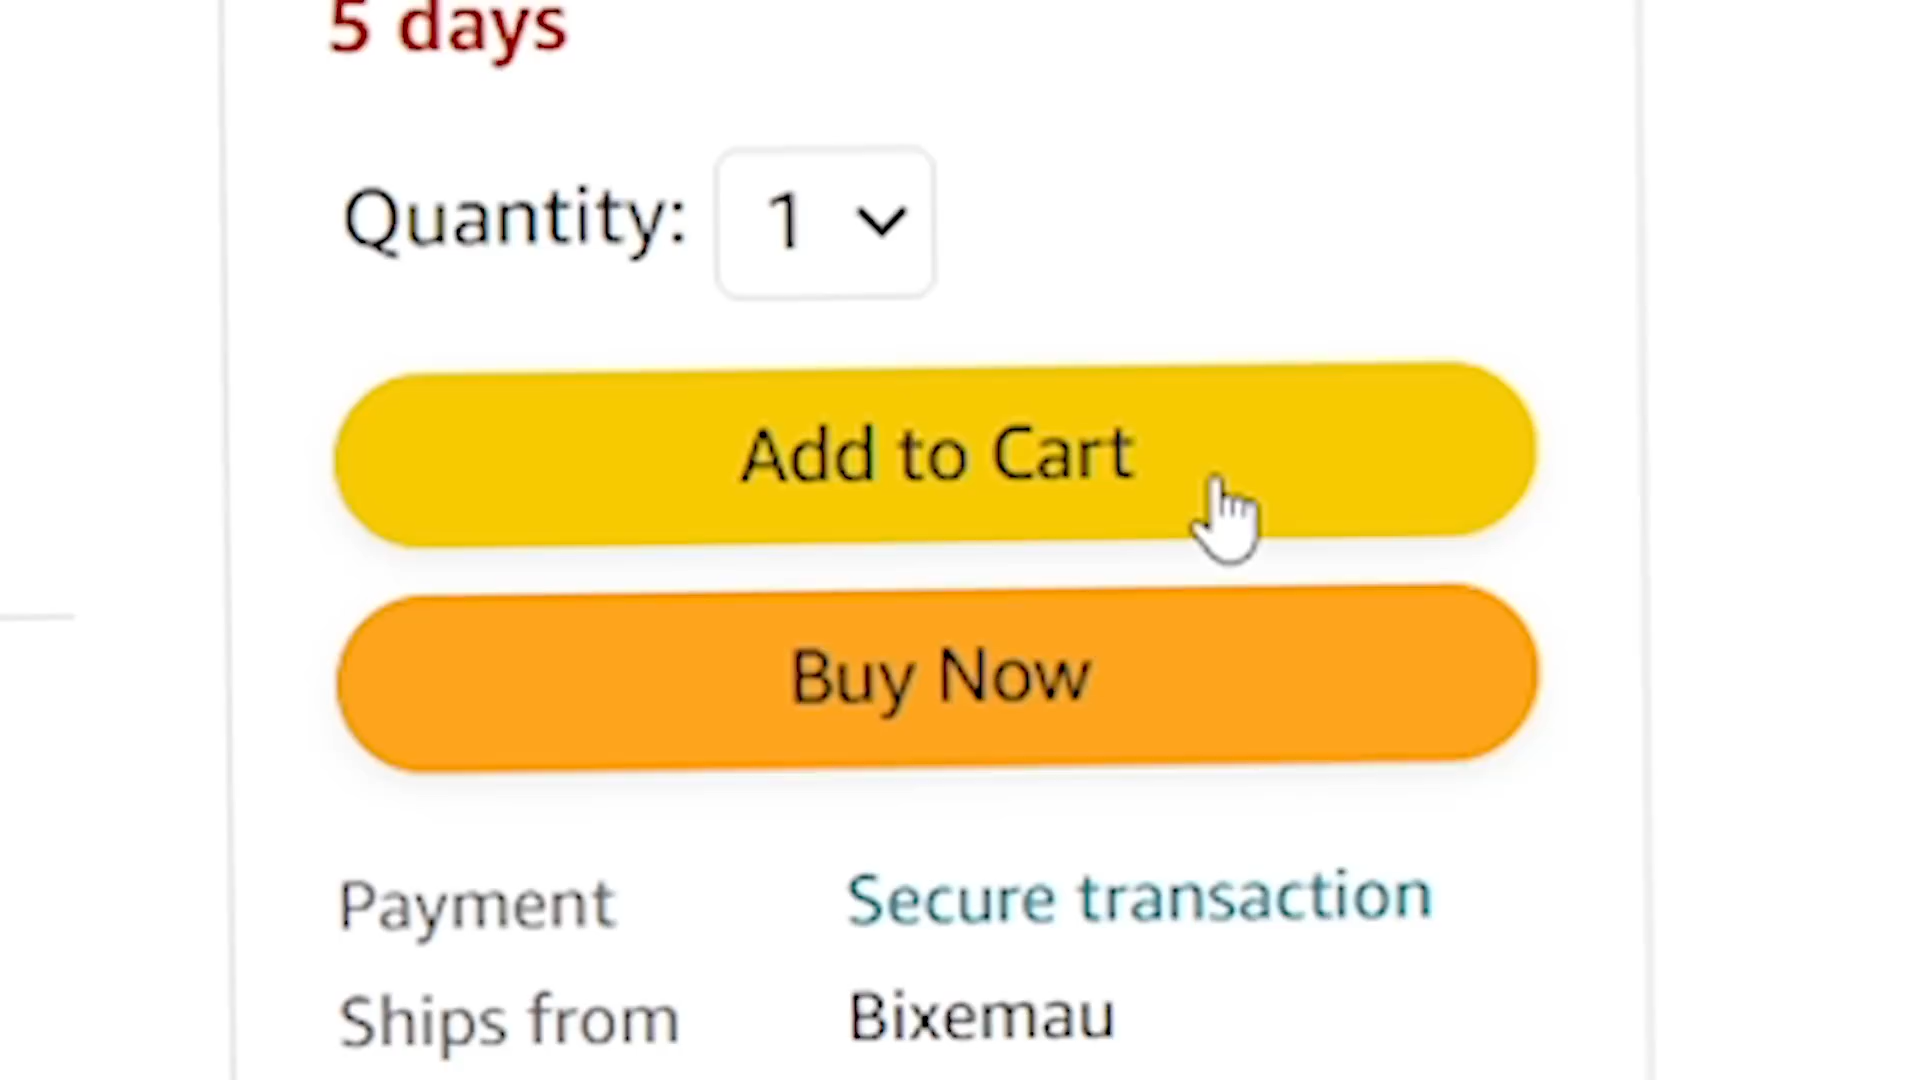 5 days
Quantity: 1
Add to Cart
Buy Now
Payment Secure transaction
Ships from Bixemau